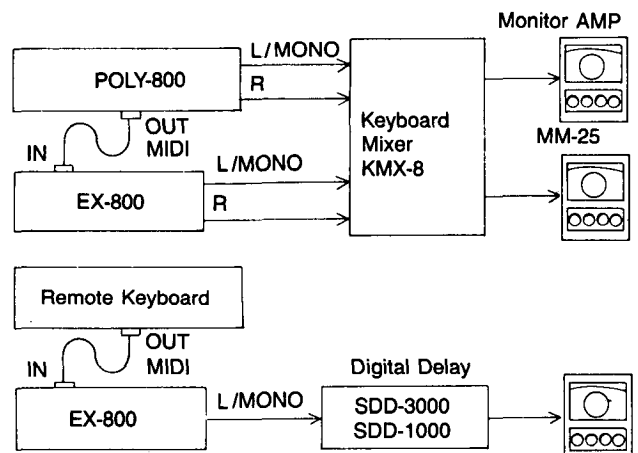 Monitor AMP
L/MONO
POLY-800
R
OUT
MIDI
IN
Keyboard
Mixer
KMX-8
MM-25
L/MONO
EX-800
R
Remote Keyboard
OUT
MIDI
IN
L/MONO
EX-800
Digital Delay
SDD-3000
SDD-1000